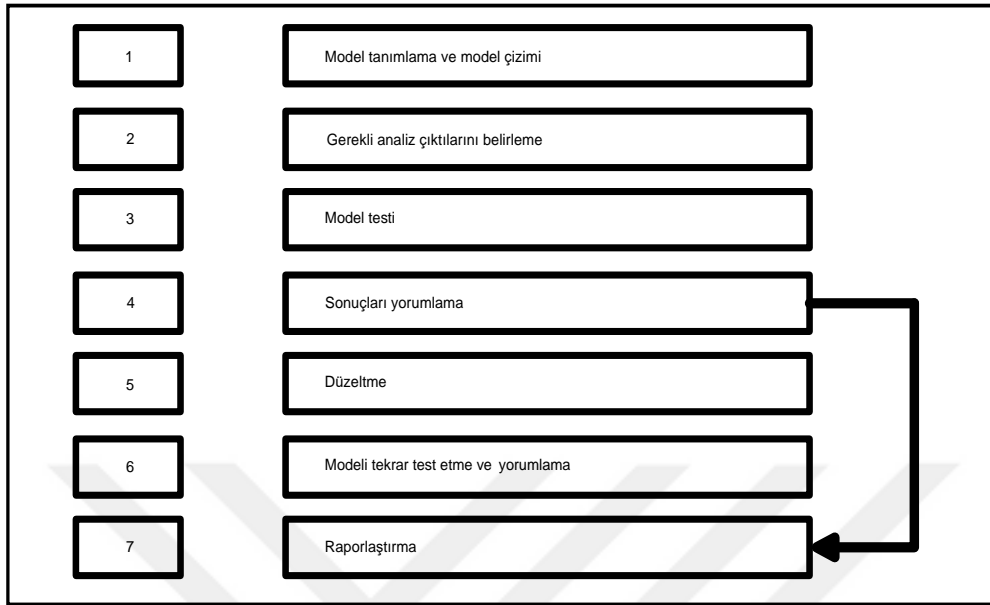 1
Model tanımlama ve model çizimi
2
Gerekli analiz çıktılarını belirleme
3
Model testi
4
Sonuçları yorumlama
5
Düzeltme
6
Modeli tekrar test etme ve yorumlama
7
Raporlaştırma